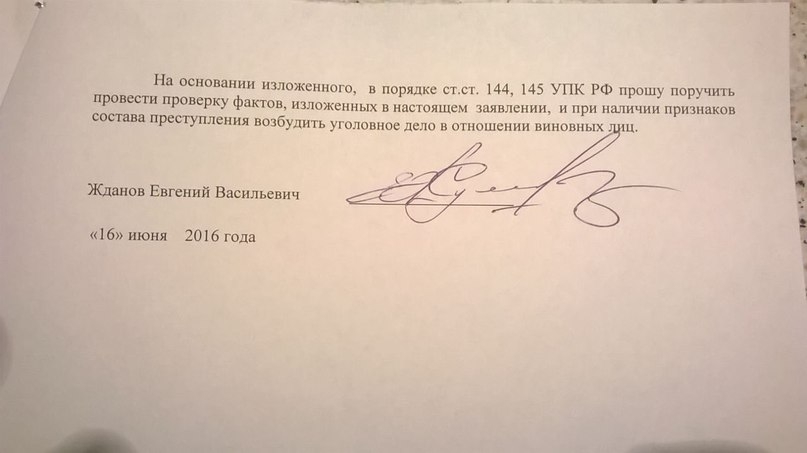 На основании изложенного, в порядке ст.ст. 144, 145 УПК РФ прошу поручить
провести проверку фактов, изложенных в настоящем заявлении, и при наличии признаков
состава преступления возбудить уголовное дело в отношении виновных лиц.
Жданов Евгений Васильевич
«16» июня 2016 года